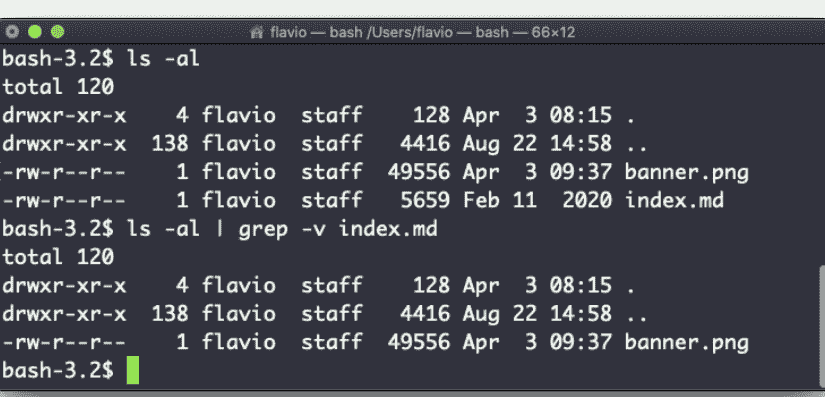 flavio — bash /Users/flavio — bash — 66×12
bash-3.2$ ls -al
total 120
drwxr-xr-x    4 flavio  staff    128 Apr  3 08:15 .
drwxr-xr-x  138 flavio  staff   4416 Aug 22 14:58 ..
-rw-r--r--    1 flavio  staff  49556 Apr  3 09:37 banner.png
-rw-r--r--    1 flavio  staff   5659 Feb 11  2020 index.md
bash-3.2$ ls -al | grep -v index.md
total 120
drwxr-xr-x    4 flavio  staff    128 Apr  3 08:15 .
drwxr-xr-x  138 flavio  staff   4416 Aug 22 14:58 ..
-rw-r--r--    1 flavio  staff  49556 Apr  3 09:37 banner.png
bash-3.2$